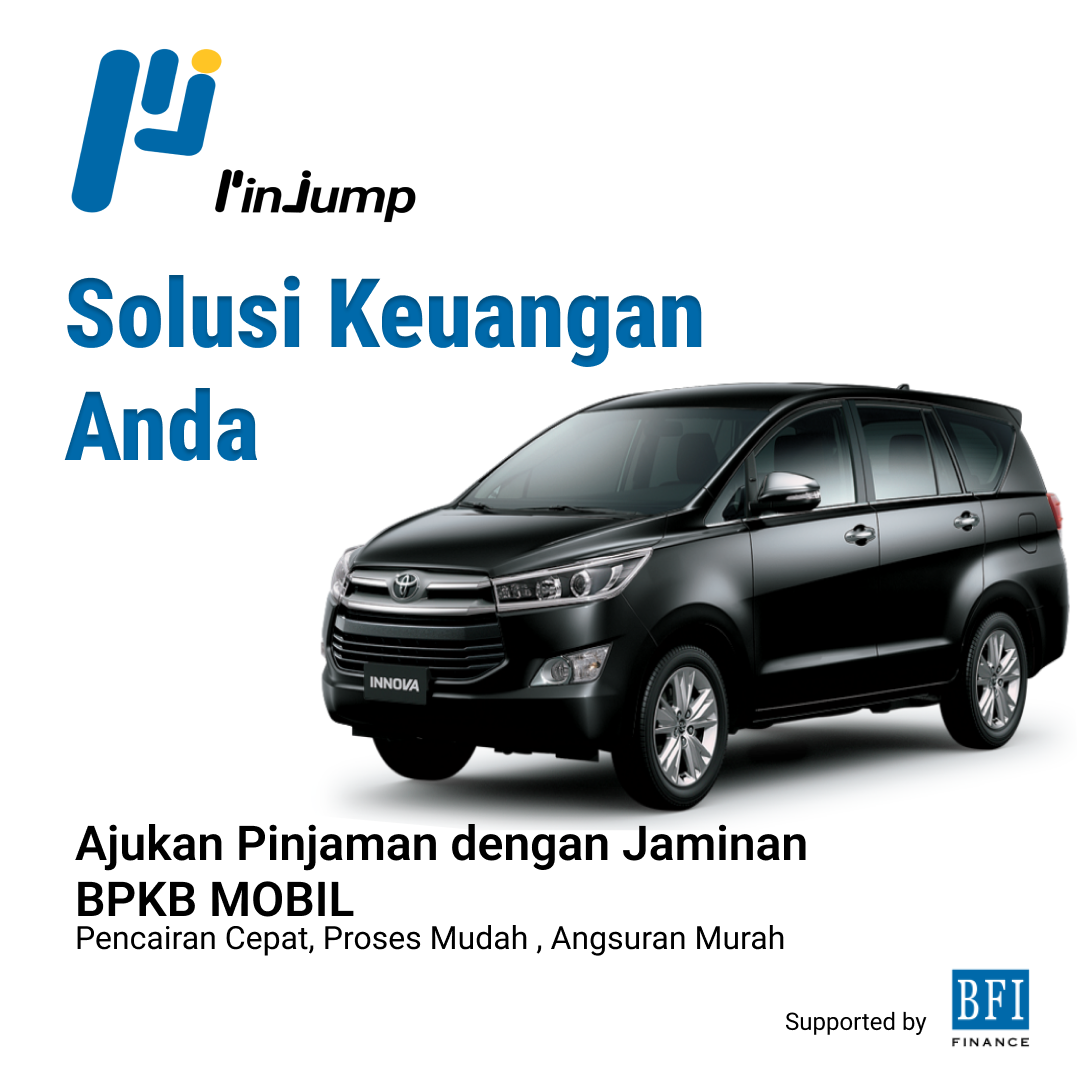 PinJump
Solusi Keuangan
Anda
INNOVA
Ajukan Pinjaman dengan Jaminan
BPKB MOBIL
Pencairan Cepat, Proses Mudah , Angsuran Murah
Supported by
BFI
FINANCE